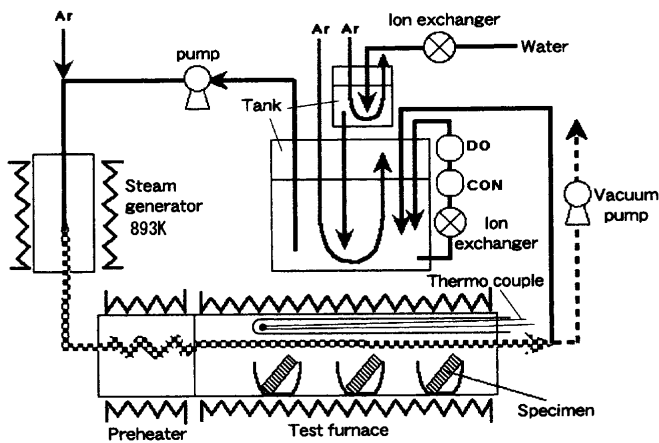 Ar
pump
Ar Ar
Ion exchanger
Water
Tank
DO
CON
Ion
exchanger
Vacuum
pump
Steam
generator
893K
Thermo couple
Specimen
Preheater
Test furnace